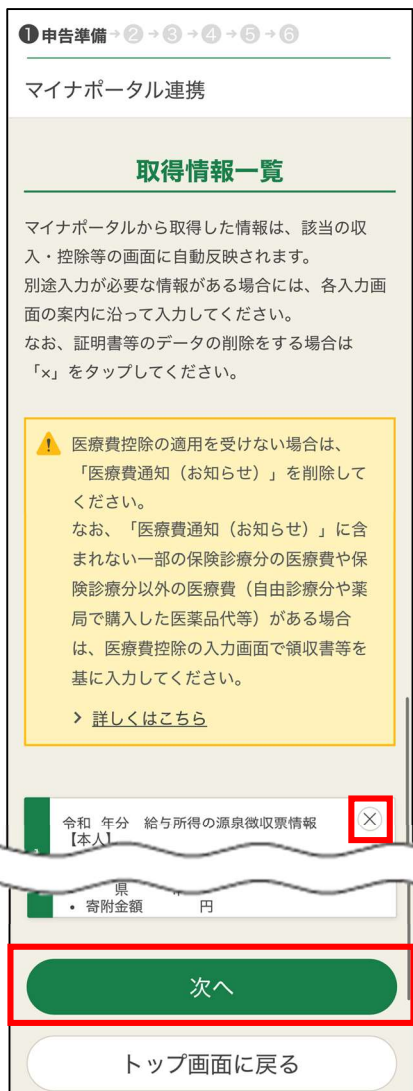 ❶申告準備→②→③→④→⑤→⑥
マイナポータル連携
取得情報一覧
マイナポータルから取得した情報は、該当の収
入・控除等の画面に自動反映されます。
別途入力が必要な情報がある場合には、各入力画
面の案内に沿って入力してください。
なお、証明書等のデータの削除をする場合は
「×」をタップしてください。
医療費控除の適用を受けない場合は、
「医療費通知（お知らせ）」を削除して
ください。
なお、「医療費通知（お知らせ）」に含
まれない一部の保険診療分の医療費や保
険診療分以外の医療費（自由診療分や薬
局で購入した医薬品代等）がある場合
は、医療費控除の入力画面で領収書等を
基に入力してください。
> 詳しくはこちら
令和 年分 給与所得の源泉徴収票情報
【本人】
県
• 寄附金額 円
次へ
トップ画面に戻る